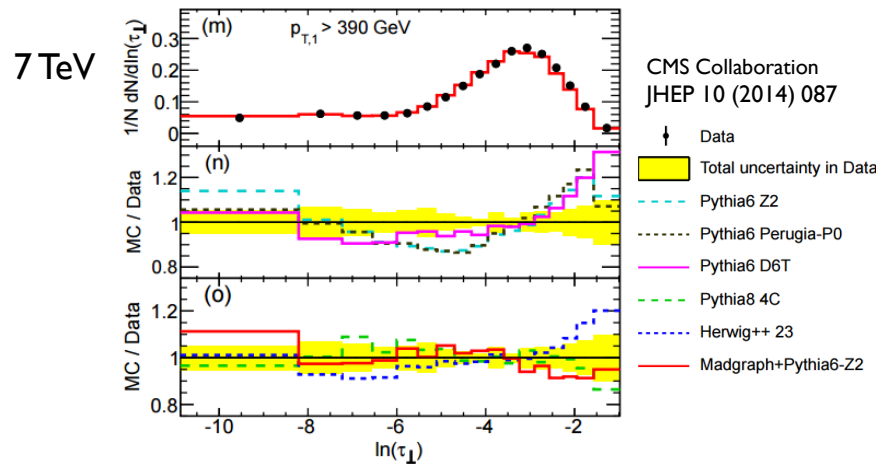 7 TeV
(m)
p_T,1 > 390 GeV
1/N dN/dln(τ⊥)
0.3
0.2
0.1
0
CMS Collaboration
JHEP 10 (2014) 087
Data
Total uncertainty in Data
Pythia6 Z2
Pythia6 Perugia-P0
Pythia6 D6T
Pythia8 4C
Herwig++ 23
Madgraph+Pythia6-Z2
(n)
MC / Data
1.2
1
0.8
(o)
MC / Data
1.2
1
0.8
-10 -8 -6 -4 -2
ln(τ⊥)